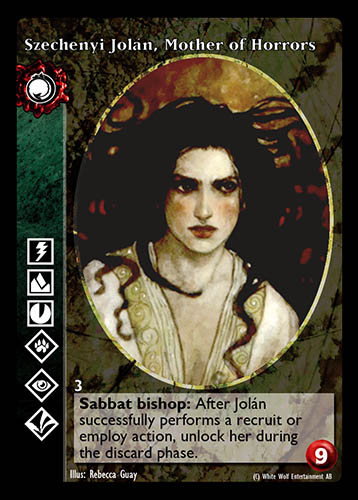 Szechenyi Jolán, Mother of Horrors
3
Sabbat bishop: After Jolán
successfully performs a recruit or
employ action, unlock her during
the discard phase.
9
Illus: Rebecca Guay
(C) White Wolf Entertainment AB